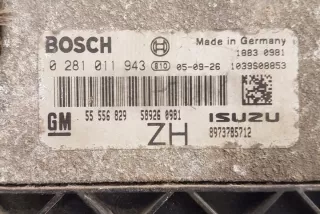 BOSCH Made in Germany
1883 0981
0 281 011 943 610 05-09-26 1039S08853
GM 55 556 829 58926 0981 ISUZU
ZH 8973785712